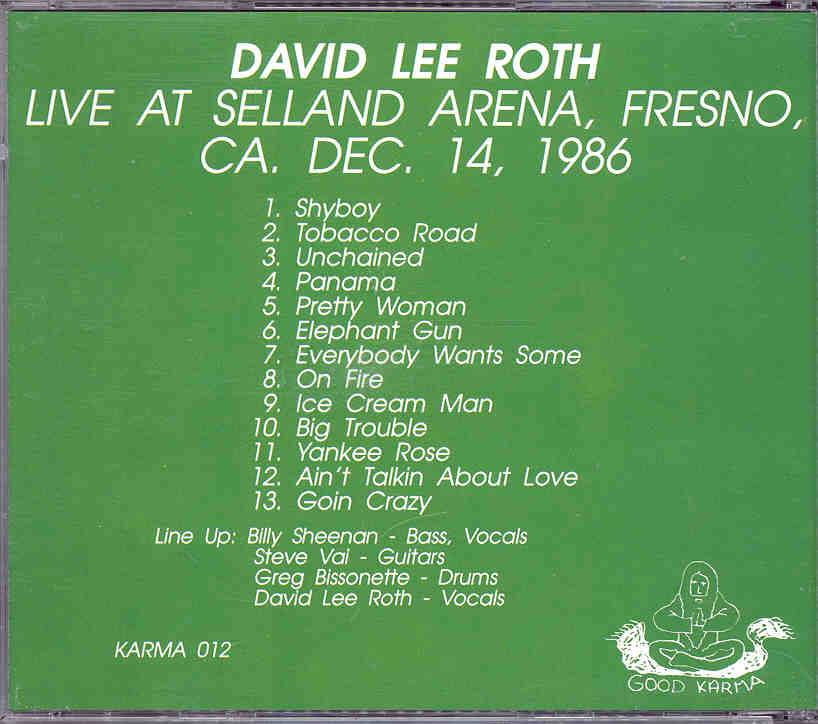 DAVID LEE ROTH
LIVE AT SELLAND ARENA, FRESNO,
CA. DEC. 14, 1986
1. Shyboy
2. Tobacco Road
3. Unchained
4. Panama
5. Pretty Woman
6. Elephant Gun
7. Everybody Wants Some
8. On Fire
9. Ice Cream Man
10. Big Trouble
11. Yankee Rose
12. Ain't Talkin About Love
13. Goin Crazy
Line Up: Billy Sheenan - Bass, Vocals
Steve Vai - Guitars
Greg Bissonette - Drums
David Lee Roth - Vocals
KARMA 012
GOOD KARMA